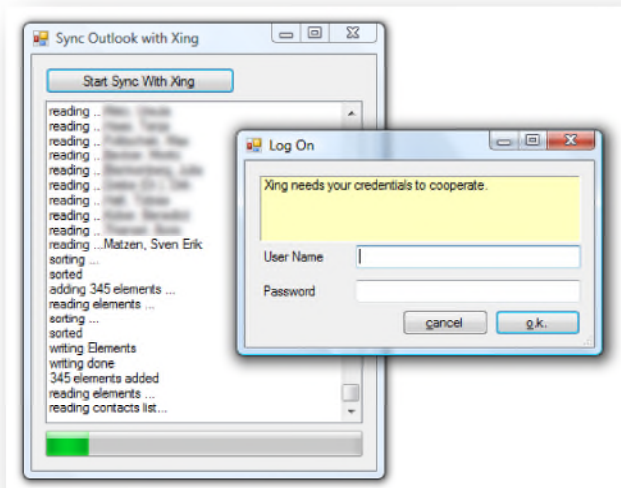 Sync Outlook with Xing
Start Sync With Xing
reading ..
reading ..
reading ..
reading ..
reading ..
reading ..
reading ..
reading ..
reading ..
reading ...Matzen, Sven Erik
sorting ...
sorted
adding 345 elements ...
reading elements ...
sorting ...
sorted
writing Elements
writing done
345 elements added
reading elements ...
reading contacts list...
Log On
Xing needs your credentials to cooperate.
User Name
Password
cancel
o.k.